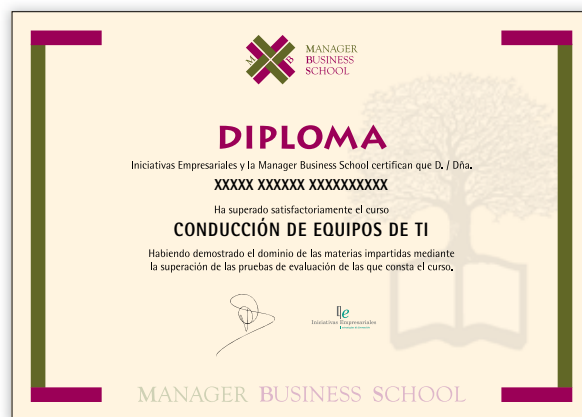 M B
MANAGER
BUSINESS
SCHOOL
DIPLOMA
Iniciativas Empresariales y la Manager Business School certifican que D. / Dña.
XXXXX XXXXXX XXXXXXXXXX
Ha superado satisfactoriamente el curso
CONDUCCIÓN DE EQUIPOS DE TI
Habiendo demostrado el dominio de las materias impartidas mediante
la superación de las pruebas de evaluación de las que consta el curso.
Iniciativas Empresariales
MANAGER BUSINESS SCHOOL